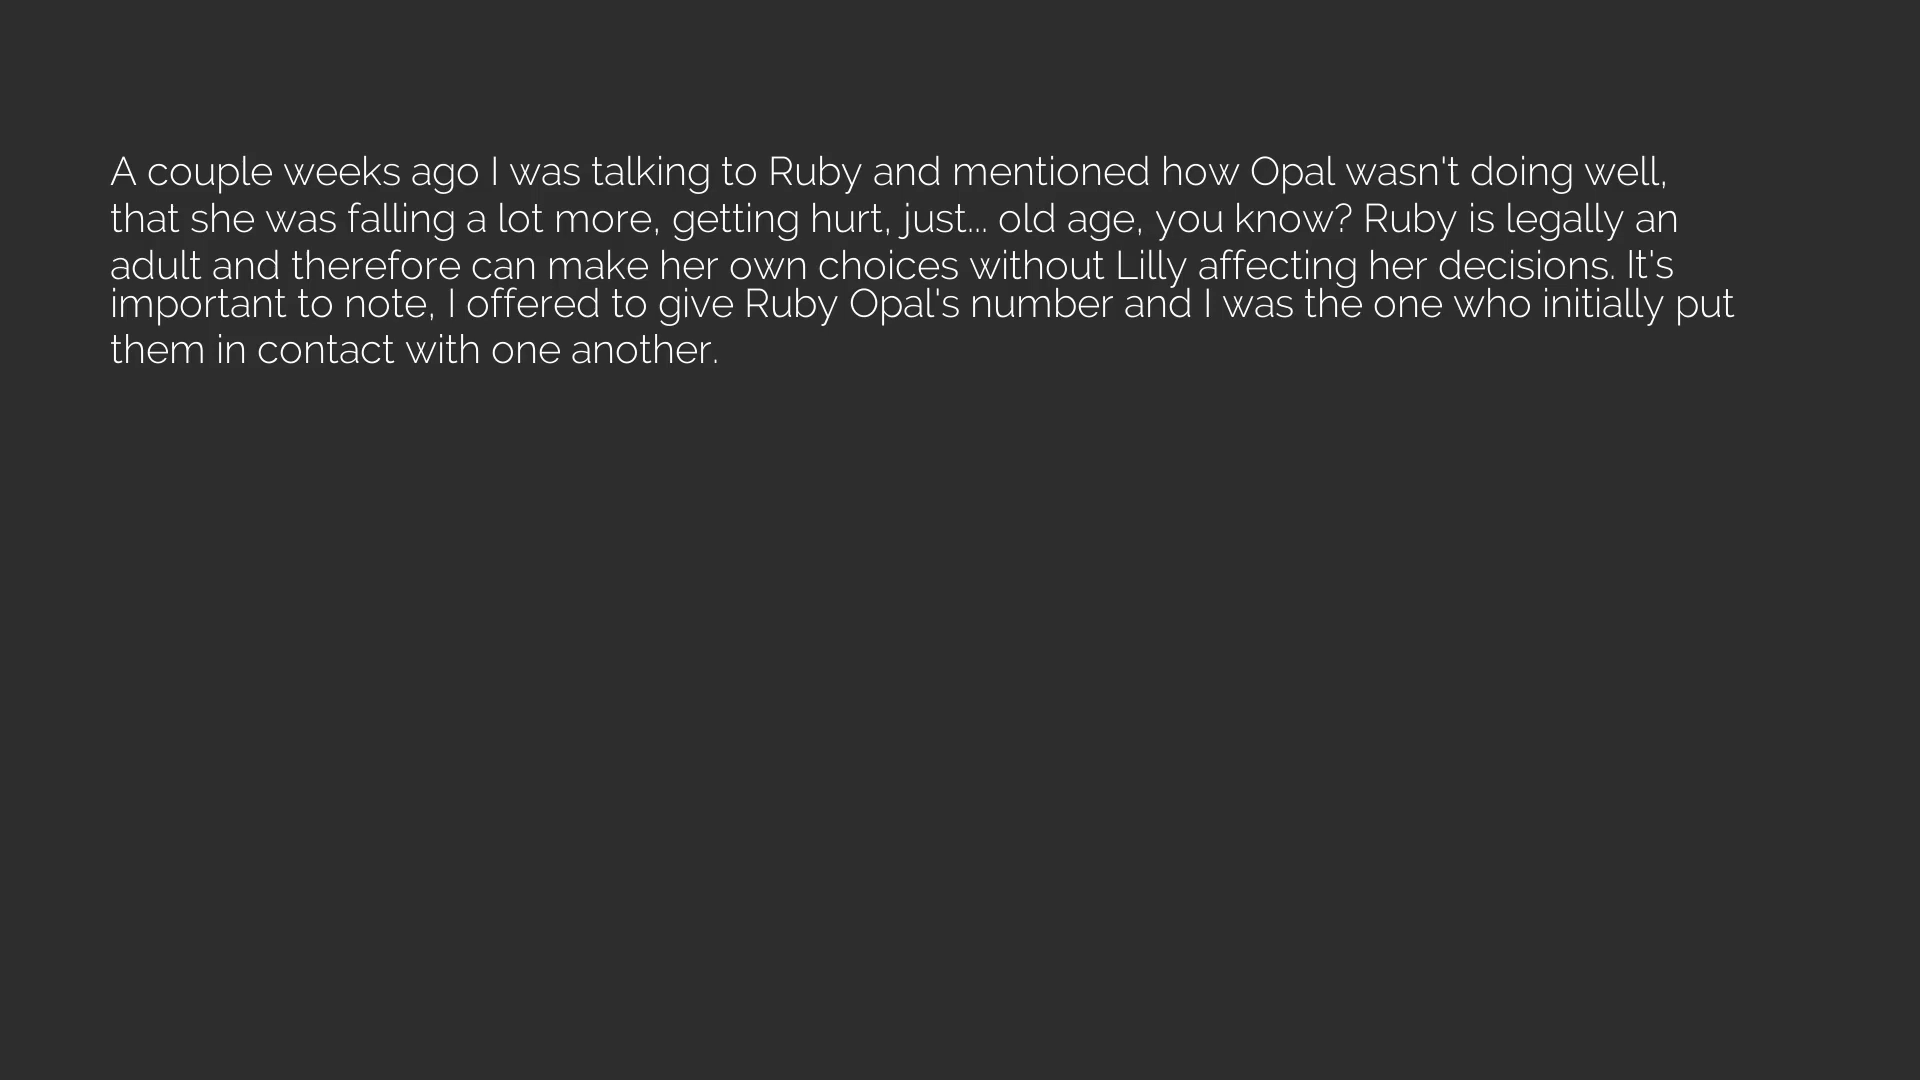 A couple weeks ago I was talking to Ruby and mentioned how Opal wasn't doing well,
that she was falling a lot more, getting hurt, just... old age, you know? Ruby is legally an
adult and therefore can make her own choices without Lilly affecting her decisions. It's
important to note, I offered to give Ruby Opal's number and I was the one who initially put
them in contact with one another.